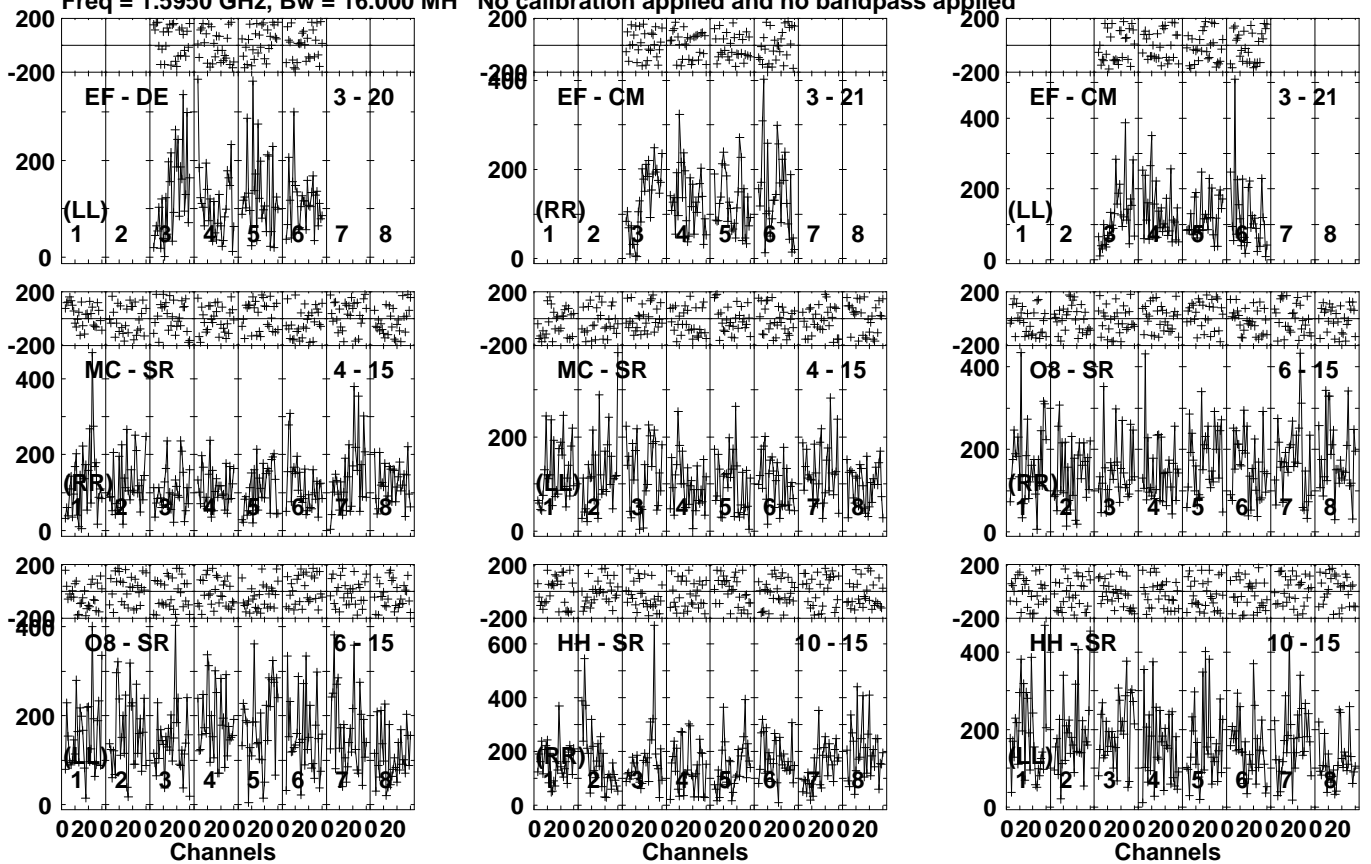 Freq = 1.5950 GHz, Bw = 16.000 MH No calibration applied and no bandpass applied
200 200 200
-200 -200 -200
EF - DE 3 - 20 400 EF - CM 3 - 21 EF - CM 3 - 21
400
200 200 200
(LL) (RR) (LL)
1 2 3 4 5 6 7 8 1 2 3 4 5 6 7 8 1 2 3 4 5 6 7 8
0 0 0
200 200 200
-200 -200 -200
MC - SR 4 - 15 MC - SR 4 - 15 O8 - SR 6 - 15
400 400
200 200 200
(RR) (LL) (RR)
1 2 3 4 5 6 7 8 1 2 3 4 5 6 7 8 1 2 3 4 5 6 7 8
0 0 0
200 200 200
-200 -200 -200
400 O8 - SR 6 - 15 600 HH - SR 10 - 15 HH - SR 10 - 15
400 400
200 200 200
(LL) (RR) (LL)
1 2 3 4 5 6 7 8 1 2 3 4 5 6 7 8 1 2 3 4 5 6 7 8
0 0 0
0 20 0 20 0 20 0 20 0 20 0 20 0 20 0 20 0 20 0 20 0 20 0 20 0 20 0 20 0 20 0 20 0 20 0 20 0 20 0 20 0 20 0 20 0 20 0 20
Channels Channels Channels